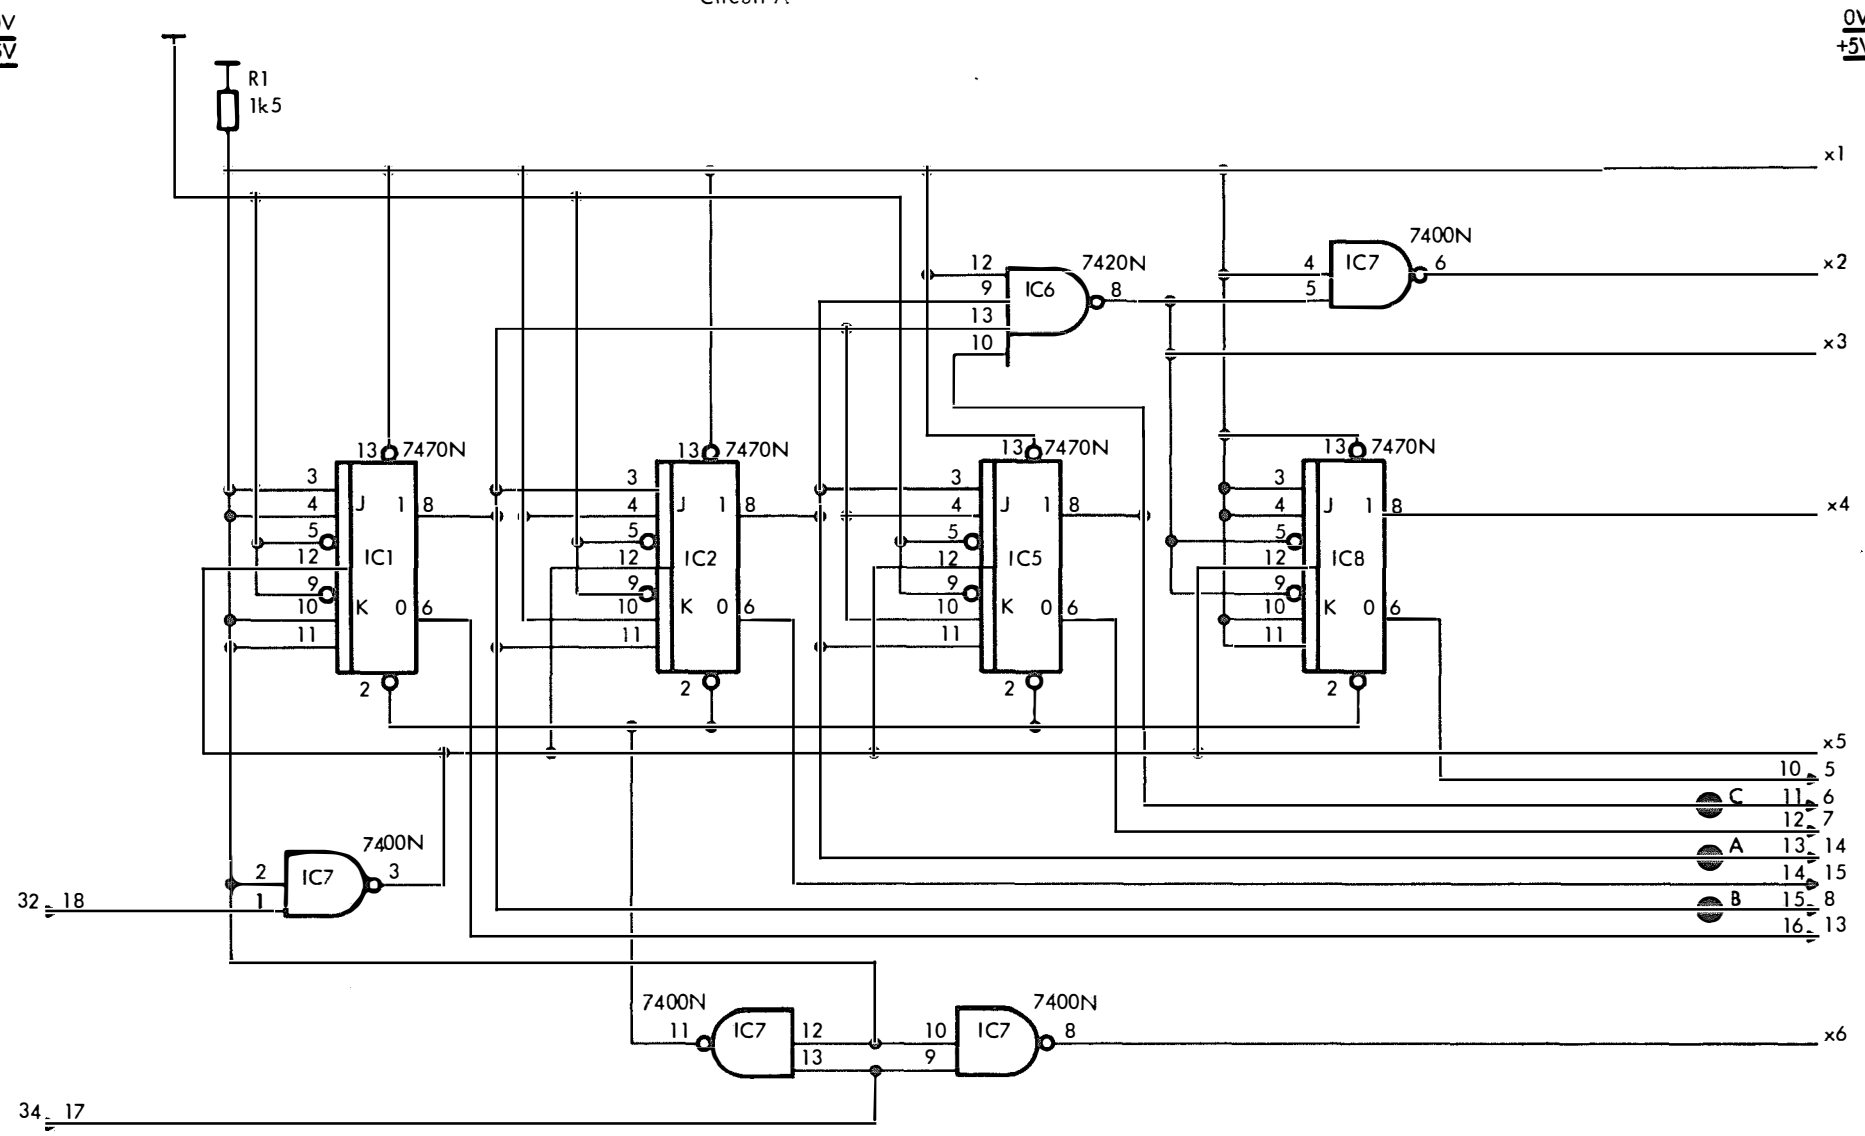 0V
+5V
R1
1k5
x1
7400N
4 IC7 6
5
x2
12 7420N
9 IC6 8
13
10
x3
13 7470N
3
4 J 1 8
5
12 IC1
9
10 K 0 6
11
2
13 7470N
3
4 J 1 8
5
12 IC2
9
10 K 0 6
11
2
13 7470N
3
4 J 1 8
5
12 IC5
9
10 K 0 6
11
2
13 7470N
3
4 J 1 8
5
12 IC8
9
10 K 0 6
11
2
x4
x5
10 5
C 11 6
12 7
A 13 14
14 15
B 15 8
16 13
7400N
2 IC7 3
1
32 18
7400N
11 IC7 12
13
7400N
10 IC7 8
9
x6
34 17